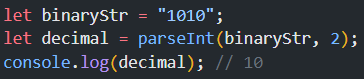 let binaryStr = "1010";
let decimal = parseInt(binaryStr, 2);
console.log(decimal); // 10